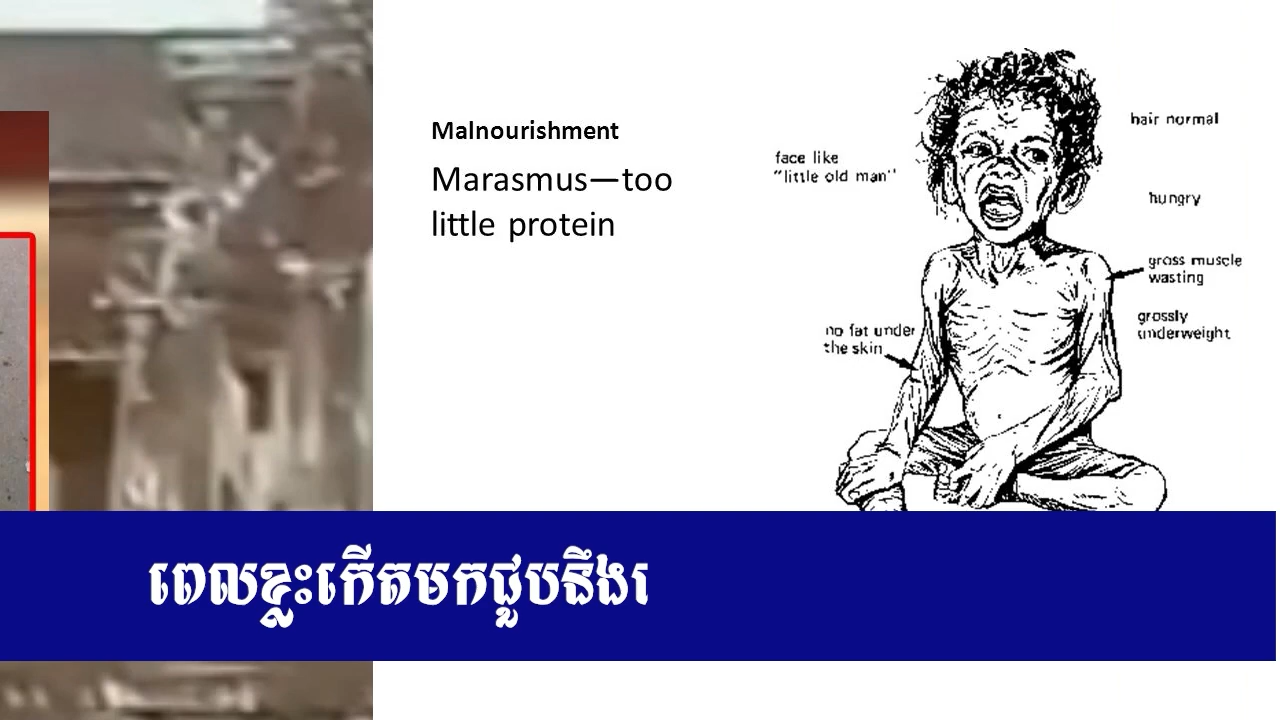 Malnourishment
Marasmus—too
little protein
hair normal
face like
"little old man"
hungry
gross muscle
wasting
grossly
underweight
no fat under
the skin
ពេលខ្លះកើតមកជួបនឹងរ